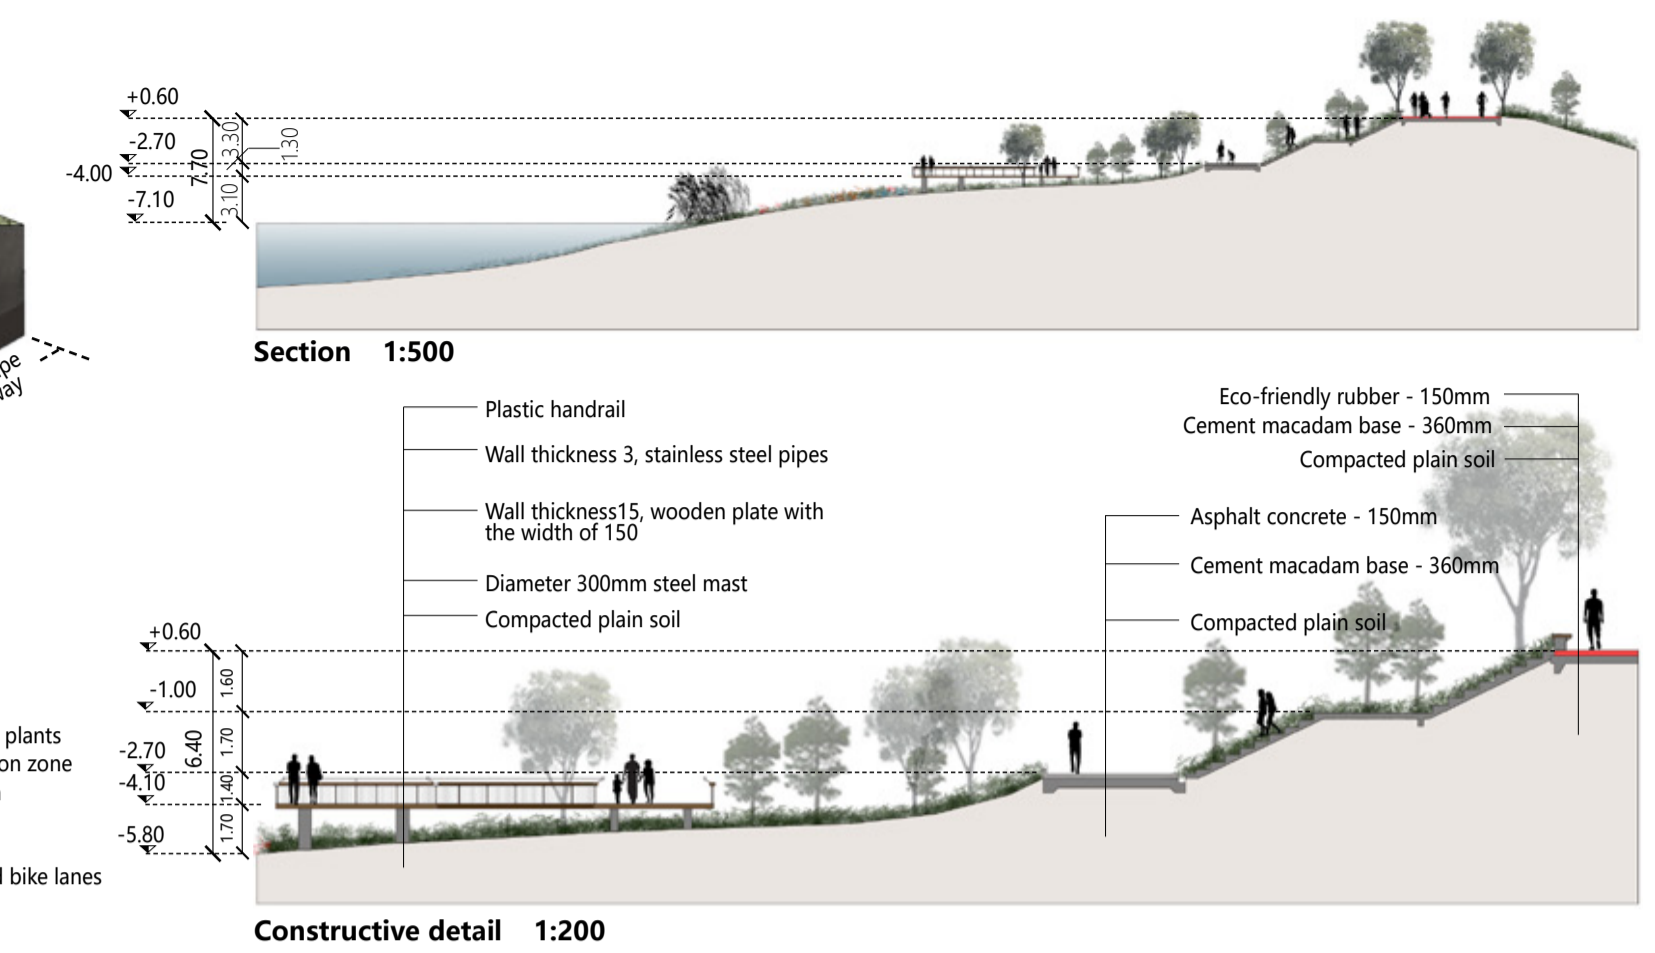 +0.60
-2.70
-4.00
-7.10
7.70
3.30
1.30
3.10
Section 1:500
Plastic handrail
Wall thickness 3, stainless steel pipes
Wall thickness15, wooden plate with
the width of 150
Diameter 300mm steel mast
Compacted plain soil
Eco-friendly rubber - 150mm
Cement macadam base - 360mm
Compacted plain soil
Asphalt concrete - 150mm
Cement macadam base - 360mm
Compacted plain soil
+0.60
-1.00
-2.70
-4.10
-5.80
6.40
1.60
1.70
1.40
1.70
plants
on zone
l bike lanes
Constructive detail 1:200